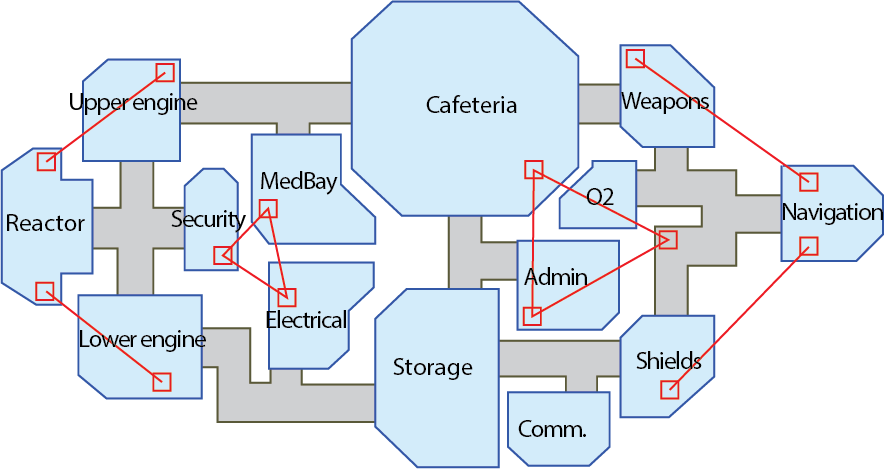 Upper engine
Cafeteria
Weapons
MedBay
O2
Reactor
Security
Navigation
Admin
Electrical
Lower engine
Storage
Shields
Comm.